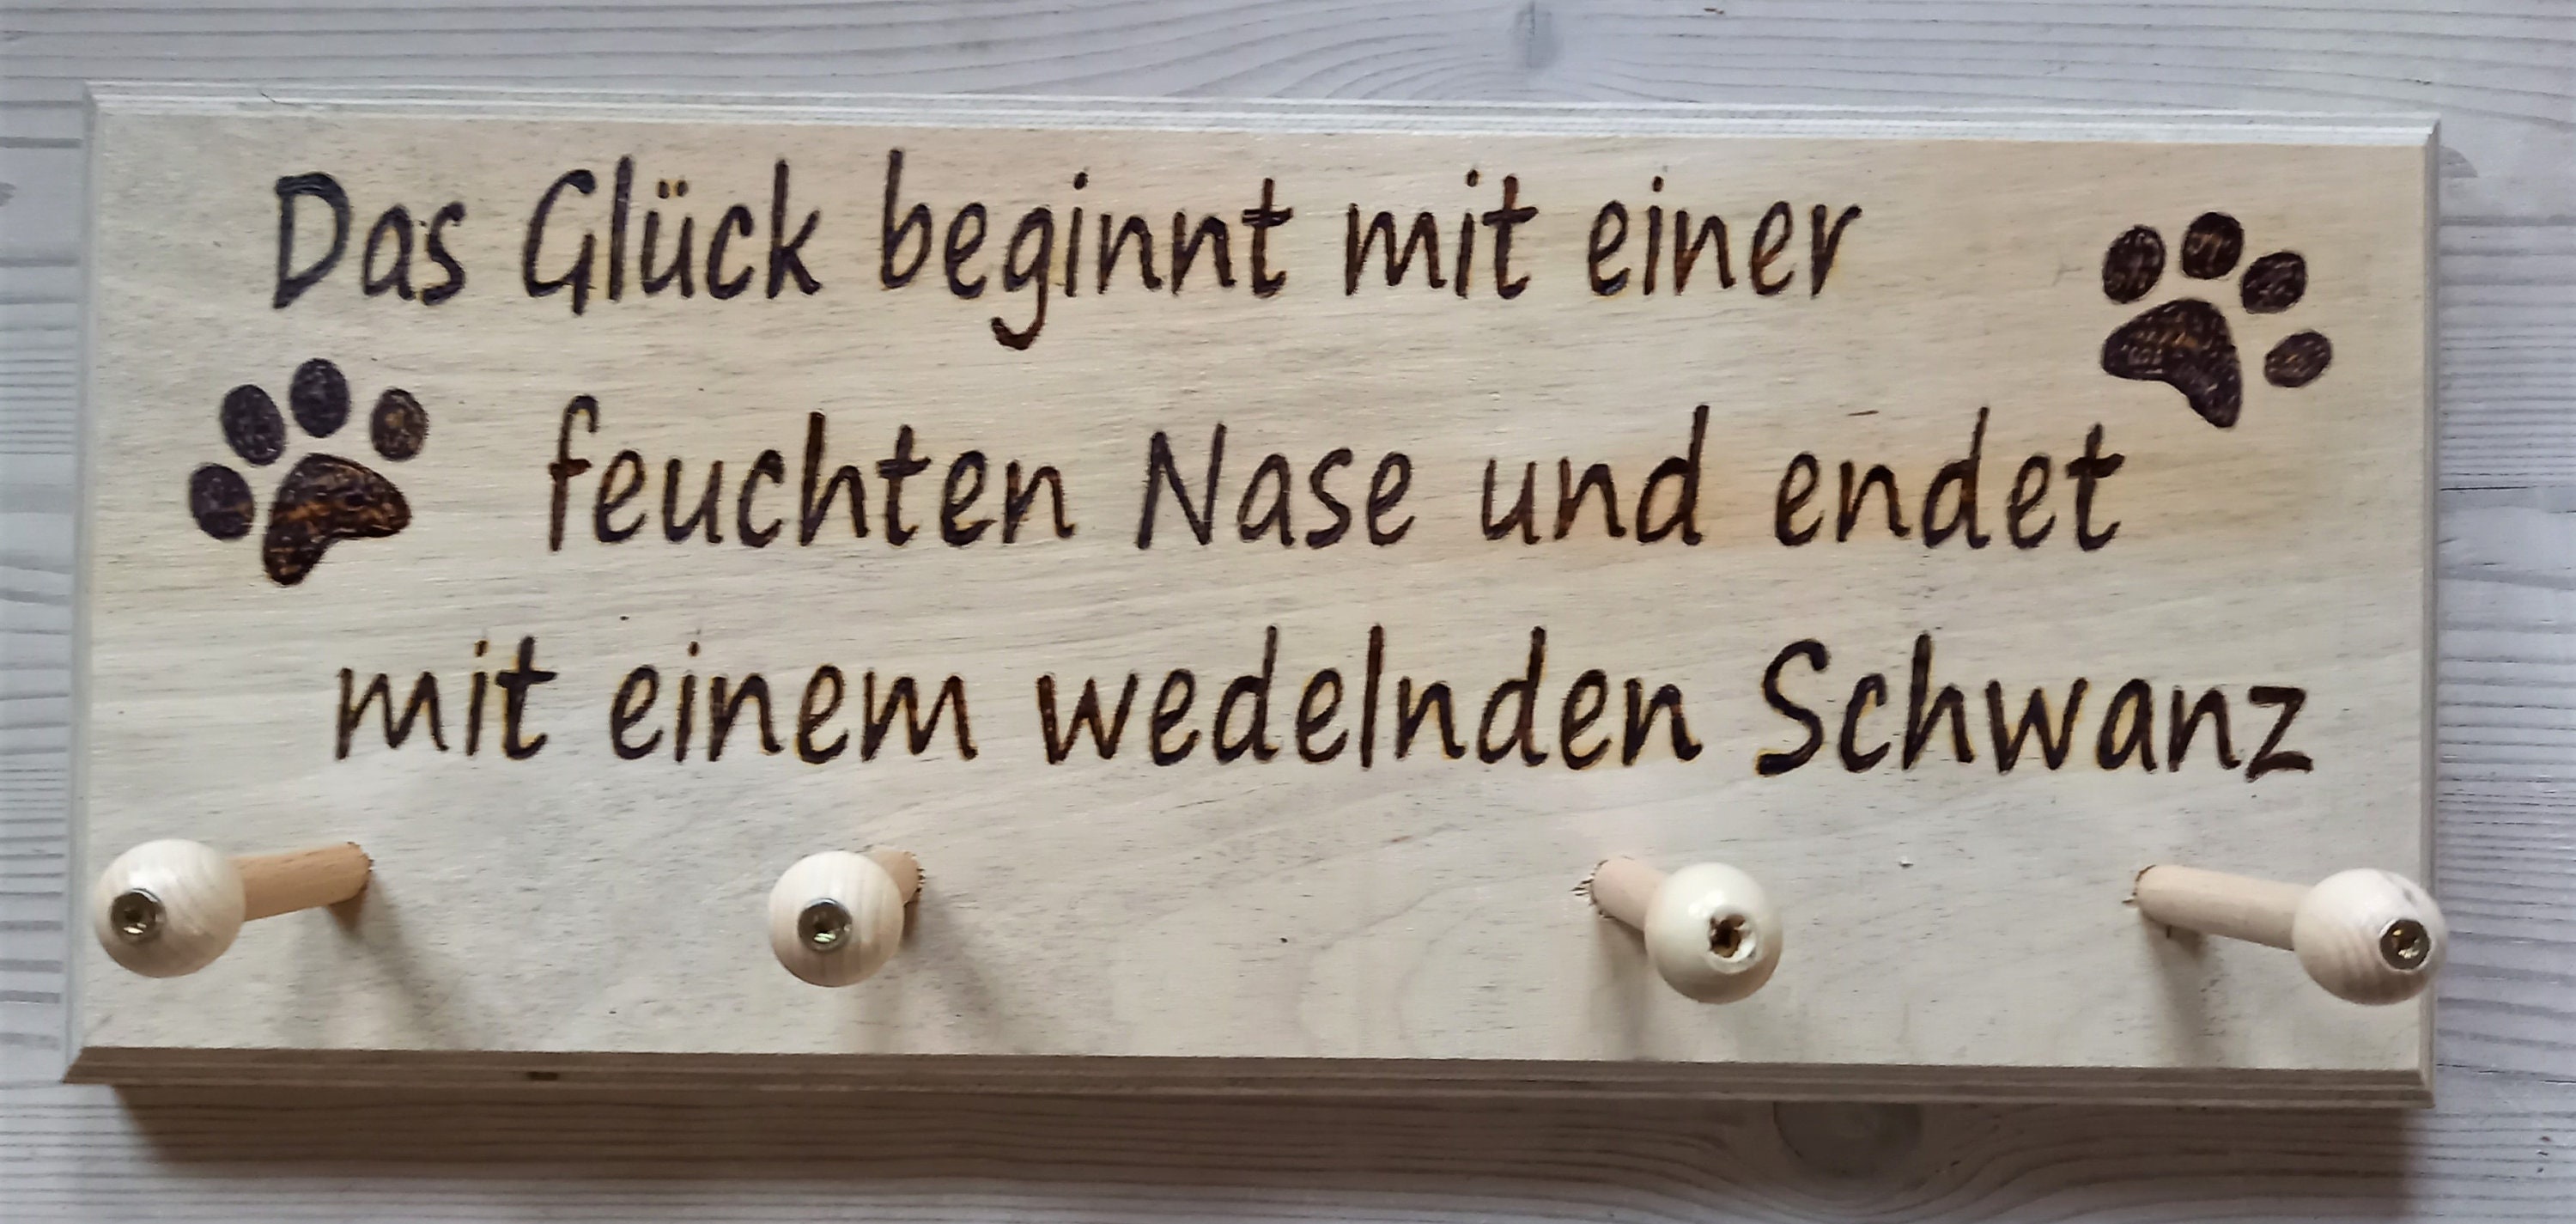 Das Glück beginnt mit einer
feuchten Nase und endet
mit einem wedelnden Schwanz